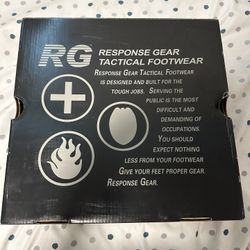 RG RESPONSE GEAR
TACTICAL FOOTWEAR
RESPONSE GEAR TACTICAL FOOTWEAR
IS DESIGNED AND BUILT FOR THE
TOUGH JOBS. SERVING THE
PUBLIC IS THE MOST
DIFFICULT AND
DEMANDING OF
OCCUPATIONS.
YOU SHOULD
EXPECT NOTHING
LESS FROM YOUR FOOTWEAR
GIVE YOUR FEET PROPER GEAR.
RESPONSE GEAR.